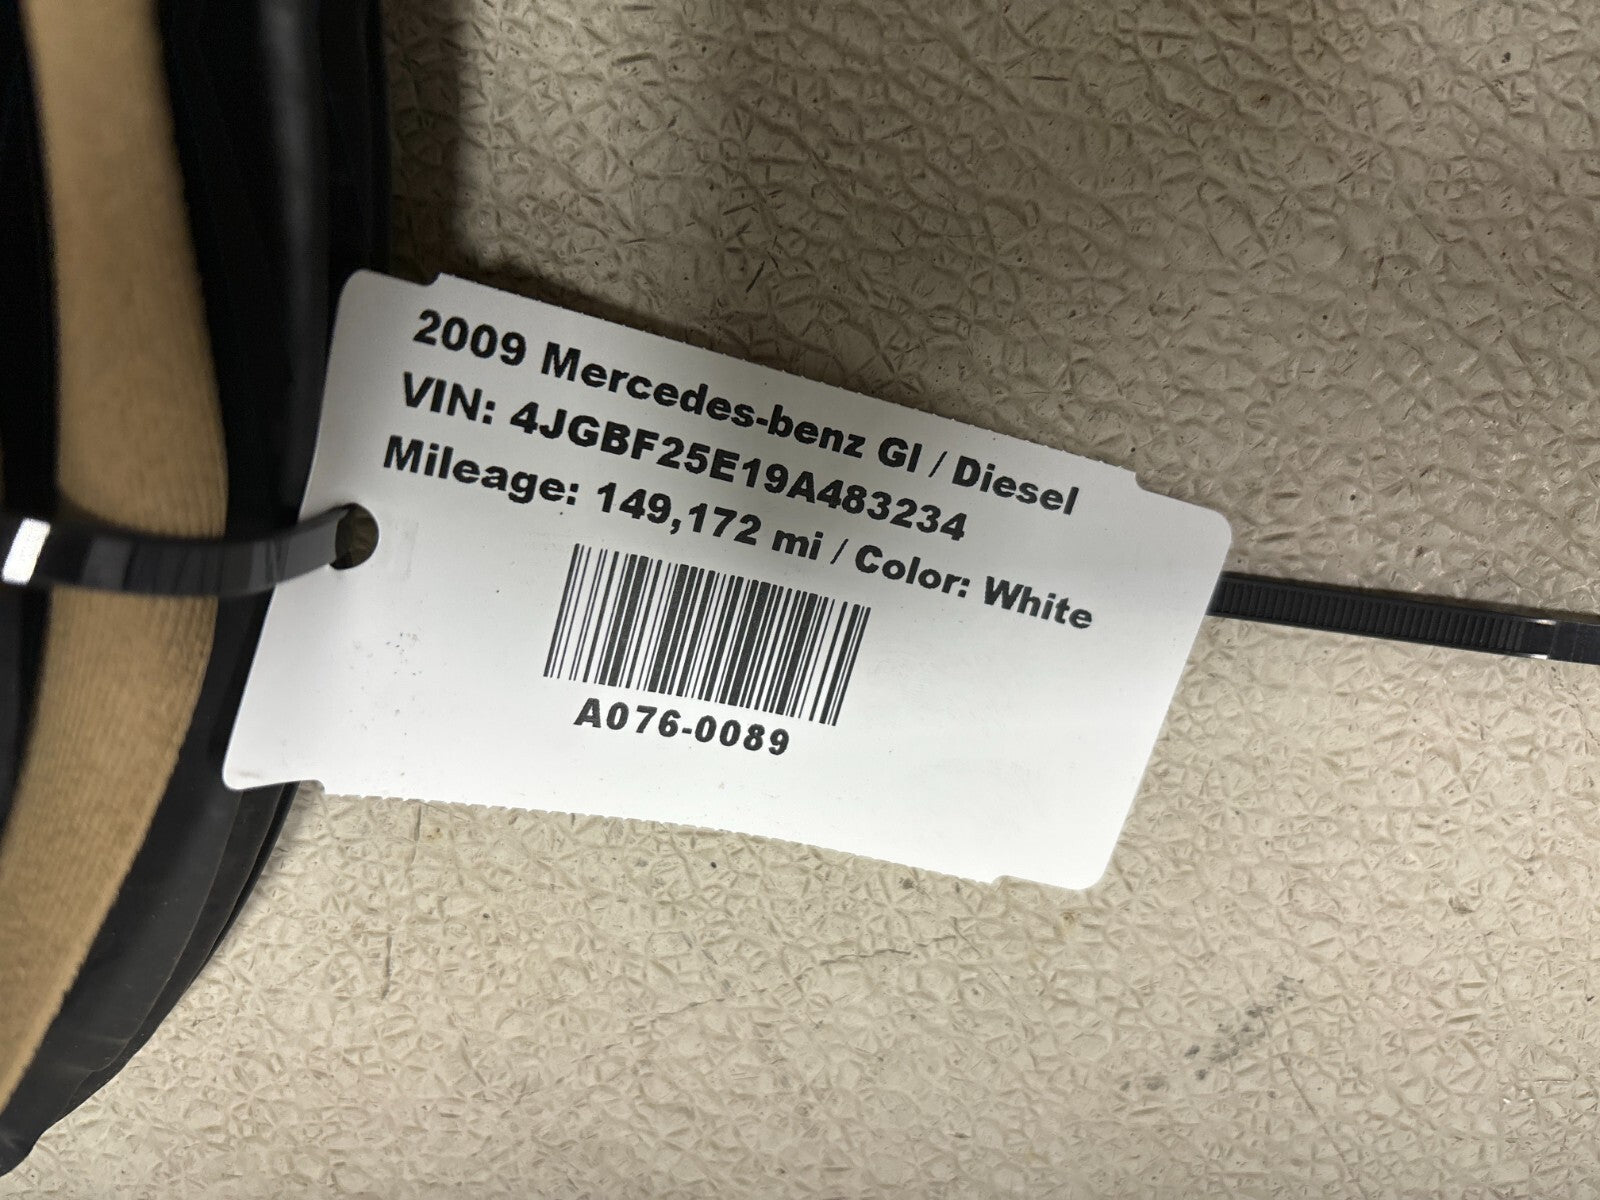 2009 Mercedes-benz Gl / Diesel
VIN: 4JGBF25E19A483234
Mileage: 149,172 mi / Color: White
A076-0089